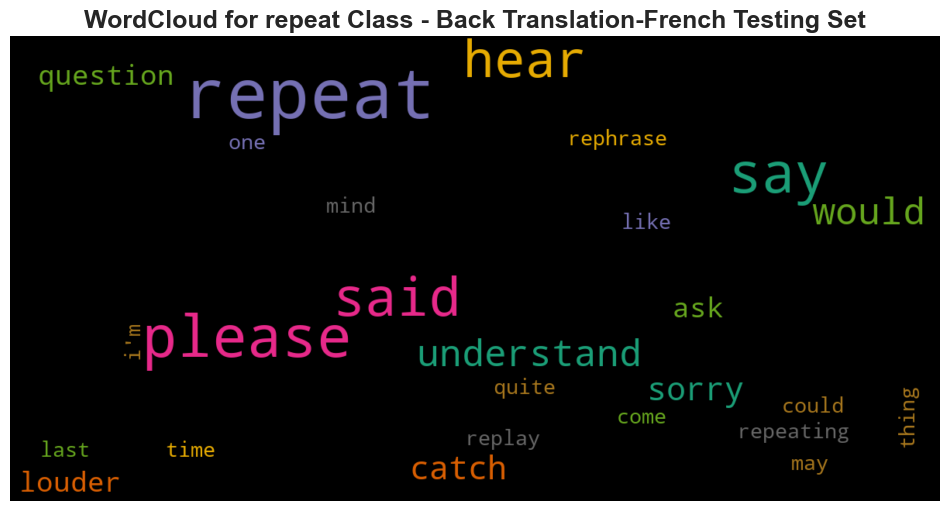 WordCloud for repeat Class - Back Translation-French Testing Set
hear
question
repeat
one
rephrase
say
mind
would
like
said
ask
i'm
please
understand
quite
sorry
come
could
thing
repeating
replay
last
time
may
catch
louder